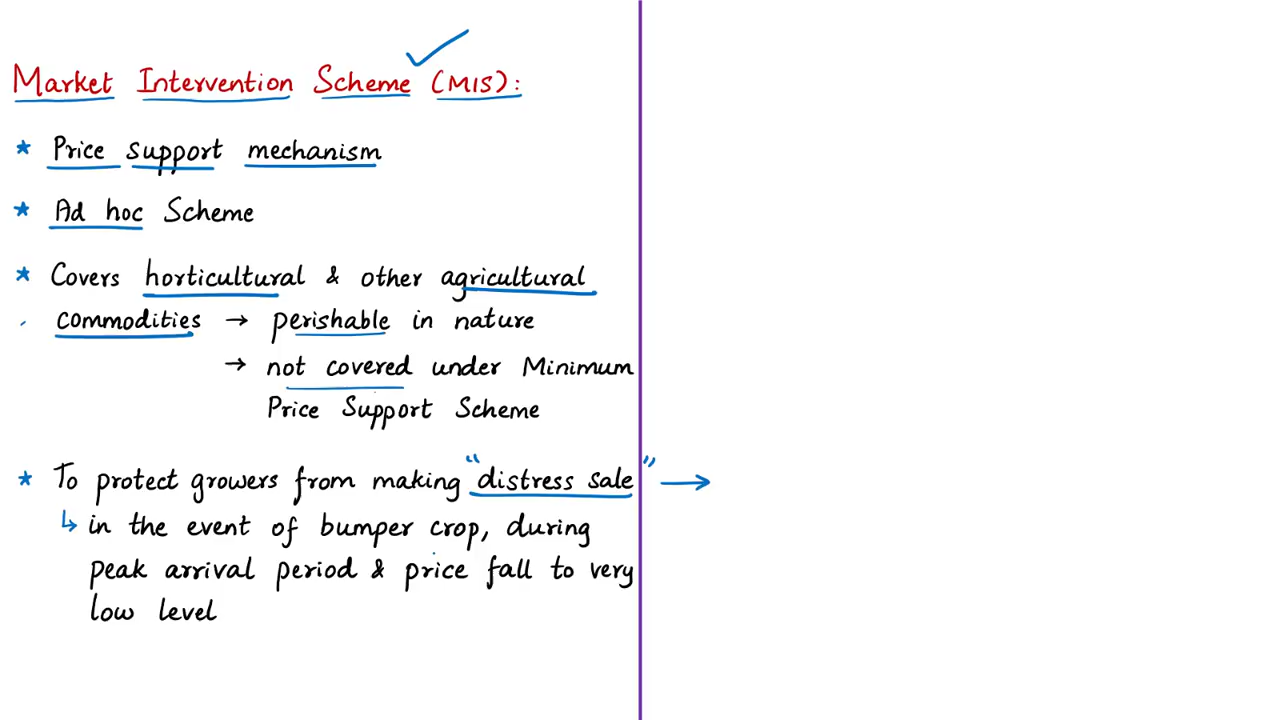 Market Intervention Scheme (MIS):
* Price support mechanism
* Ad hoc Scheme
* Covers horticultural & other agricultural
commodities → perishable in nature
→ not covered under Minimum
Price Support Scheme
* To protect growers from making "distress sale" →
↳ in the event of bumper crop, during
peak arrival period & price fall to very
low level